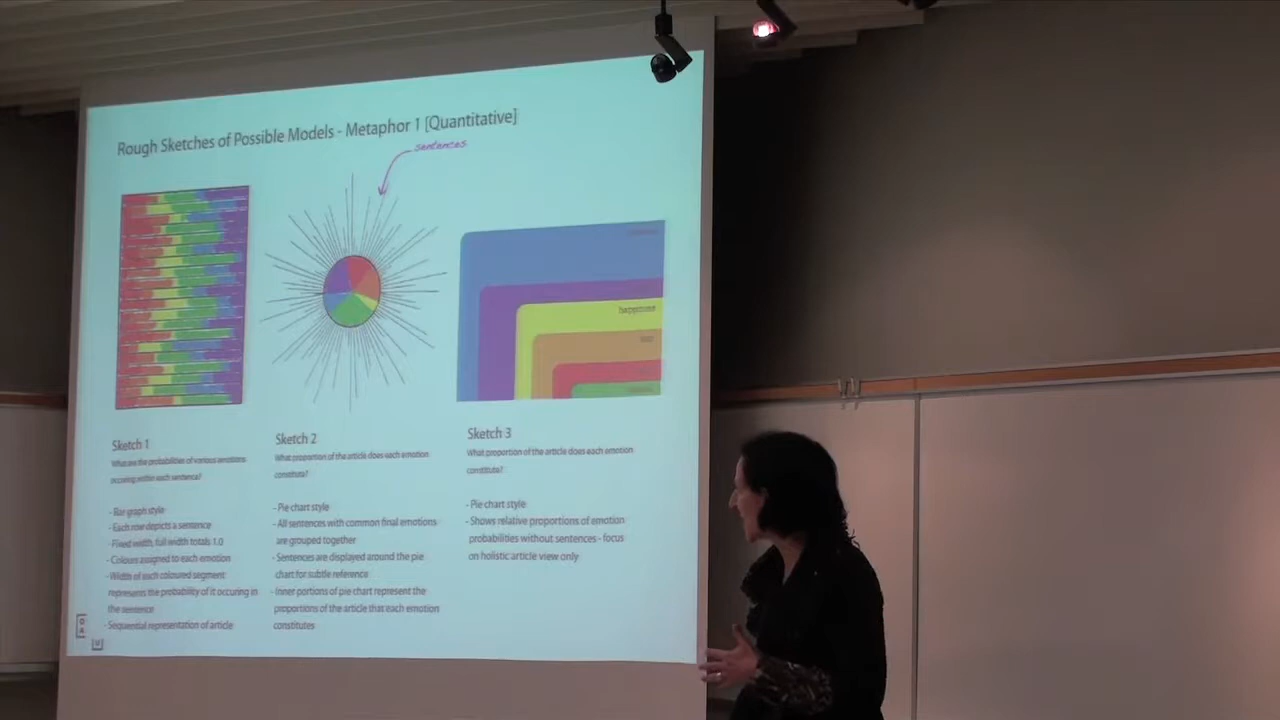 Rough Sketches of Possible Models - Metaphor 1 [Quantitative]
sentences
happiness
Sketch 1
What are the probabilities of various emotions
occuring within each sentence?
- Bar graph style
- Each row depicts a sentence
- Fixed width, full width totals 1.0
- Colours assigned to each emotion
- Width of each coloured segment
represents the probability of it occuring in
the sentence
- Sequential representation of article
Sketch 2
What proportion of the article does each emotion
constitute?
- Pie chart style
- All sentences with common final emotions
are grouped together
- Sentences are displayed around the pie
chart for subtle reference
- Inner portions of pie chart represent the
proportions of the article that each emotion
constitutes
Sketch 3
What proportion of the article does each emotion
constitute?
- Pie chart style
- Shows relative proportions of emotion
probabilities without sentences - focus
on holistic article view only